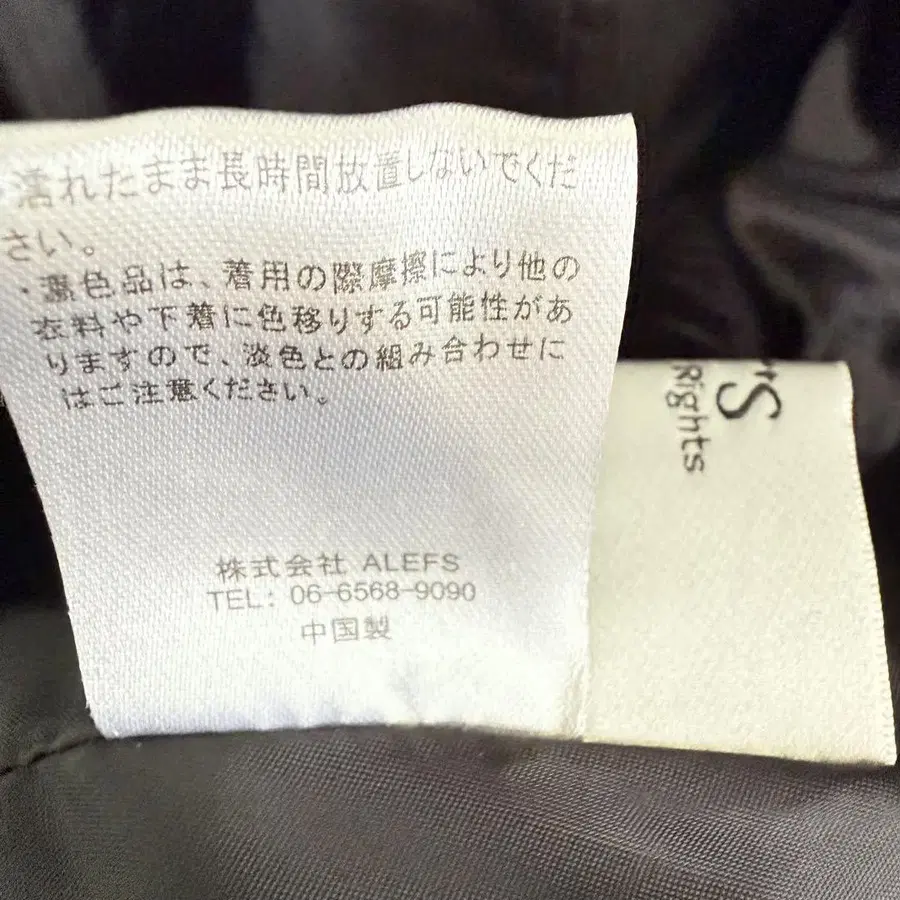 濡れたまま長時間放置しないでくだ
さい。
・濃色品は、着用の際摩擦により他の
衣料や下着に色移りする可能性があ
りますので、淡色との組み合わせに
はご注意ください。
株式会社 ALEFS
TEL: 06-6568-9090
中国製
S
Rights